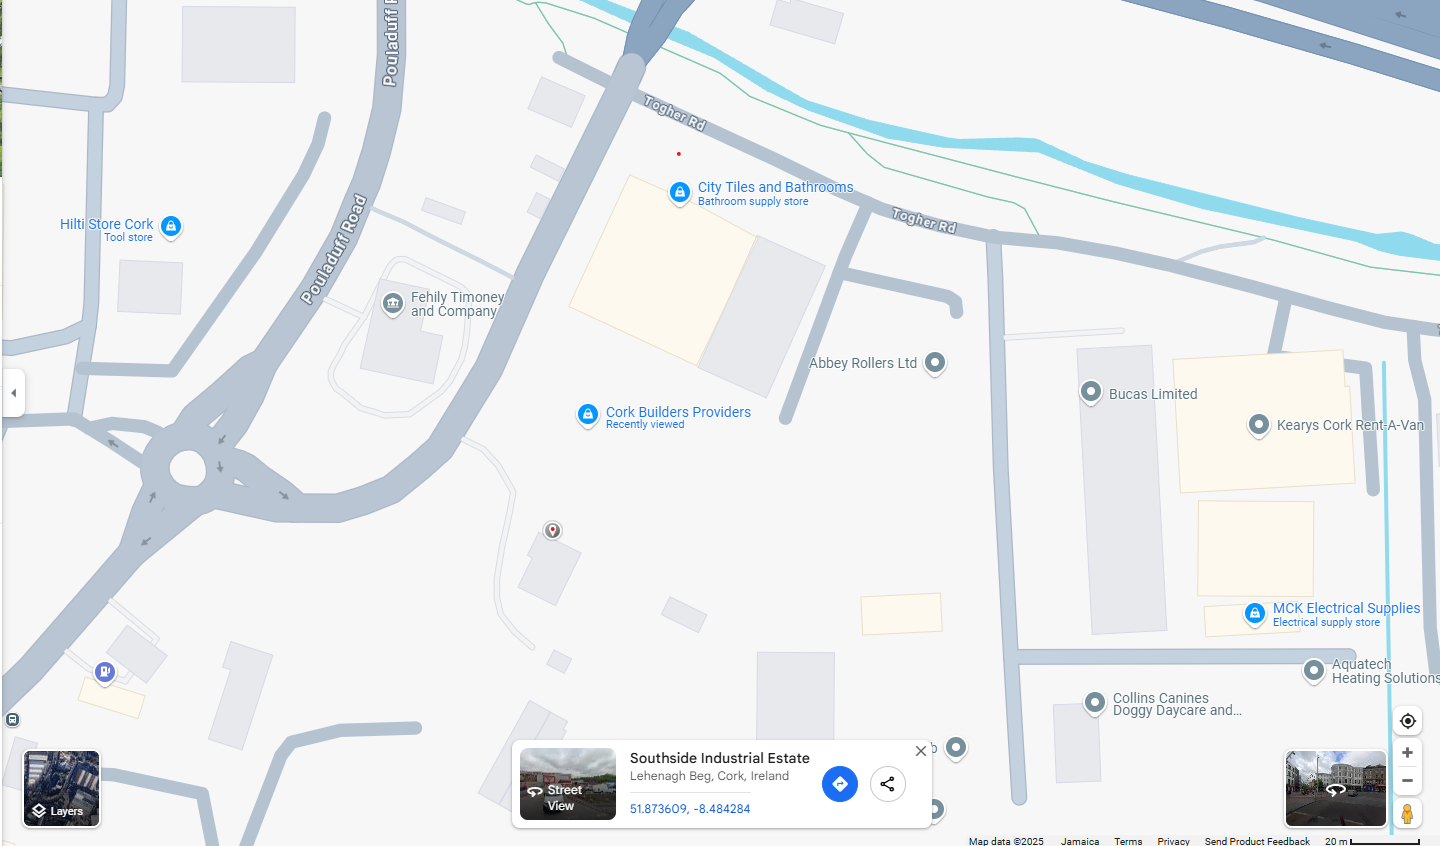 Pouladuff R
Togher Rd
City Tiles and Bathrooms
Bathroom supply store
Hilti Store Cork
Tool store
Pouladuff Road
Togher Rd
Fehily Timoney
and Company
Abbey Rollers Ltd
Bucas Limited
Cork Builders Providers
Recently viewed
Kearys Cork Rent-A-Van
MCK Electrical Supplies
Electrical supply store
Aquatech
Heating Solutions
Collins Canines
Doggy Daycare and...
Southside Industrial Estate
Lehenagh Beg, Cork, Ireland
Street
View
51.873609, -8.484284
Layers
Map data ©2025 Jamaica Terms Privacy Send Product Feedback 20 m